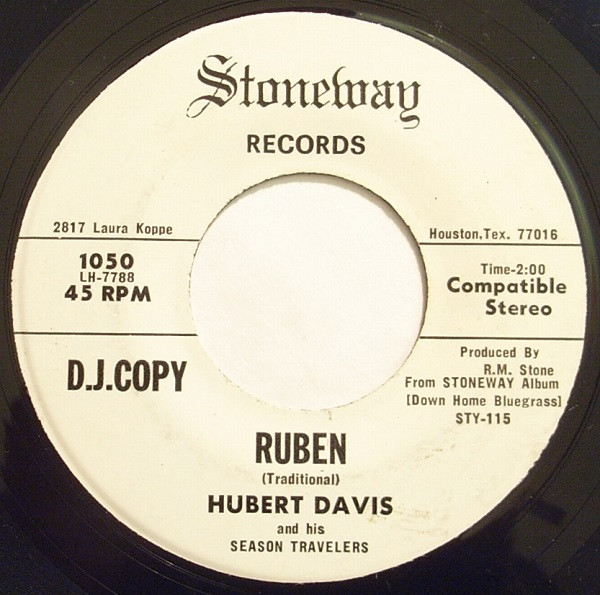 Stoneway
RECORDS
2817 Laura Koppe
Houston,Tex. 77016
1050
LH-7788
45 RPM
Time-2:00
Compatible
Stereo
D.J.COPY
Produced By
R.M. Stone
From STONEWAY Album
[Down Home Bluegrass]
STY-115
RUBEN
(Traditional)
HUBERT DAVIS
and his
SEASON TRAVELERS